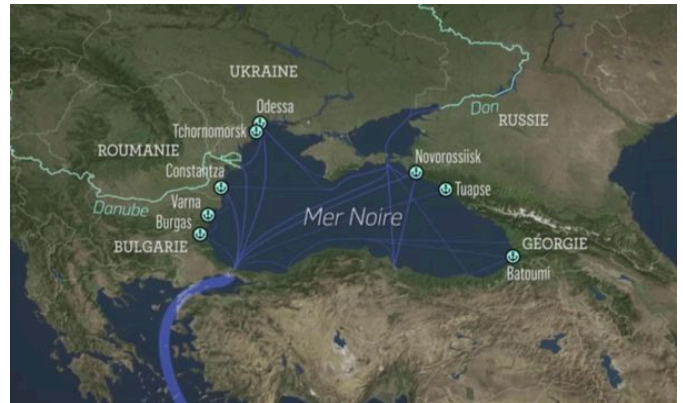 UKRAINE
Odessa
Tchornomorsk
Don
RUSSIE
ROUMANIE
Constantza
Novorossiisk
Tuapse
Danube
Varna
Burgas
Mer Noire
BULGARIE
GÉORGIE
Batoumi